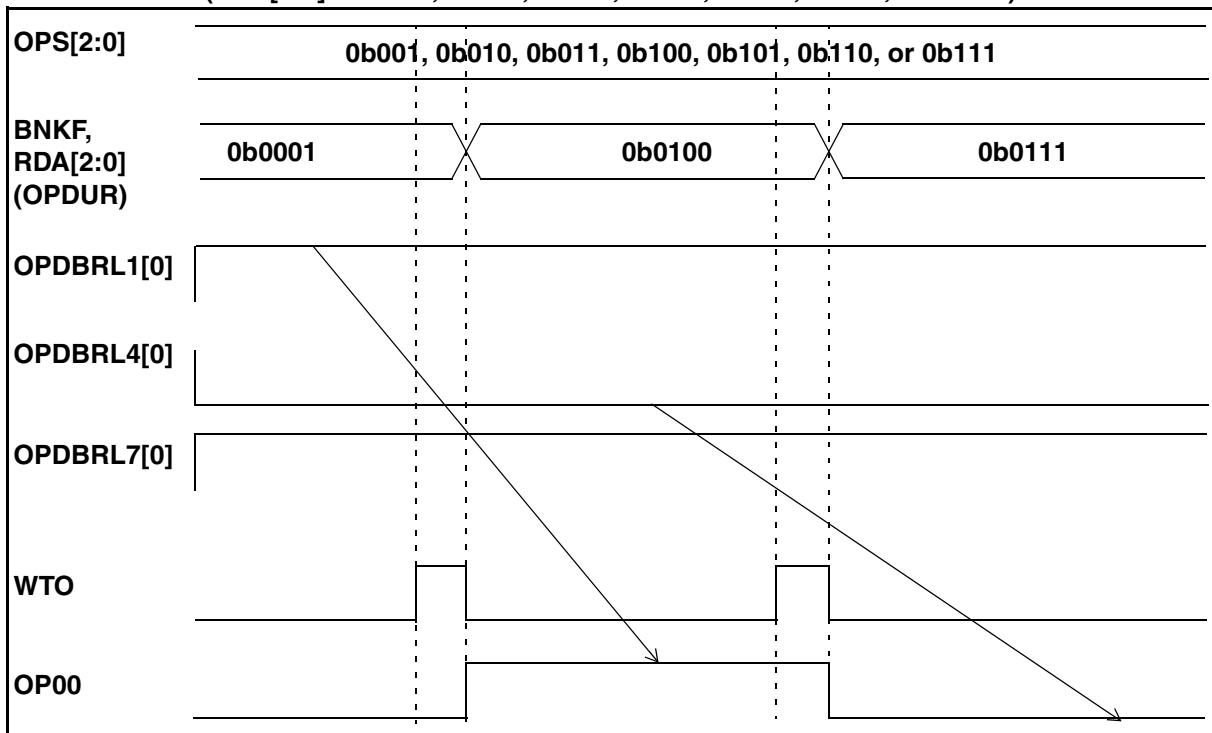 OPS[2:0]
0b001, 0b010, 0b011, 0b100, 0b101, 0b110, or 0b111
BNKF,
RDA[2:0]
(OPDUR)
0b0001
0b0100
0b0111
OPDBRL1[0]
OPDBRL4[0]
OPDBRL7[0]
WTO
OP00